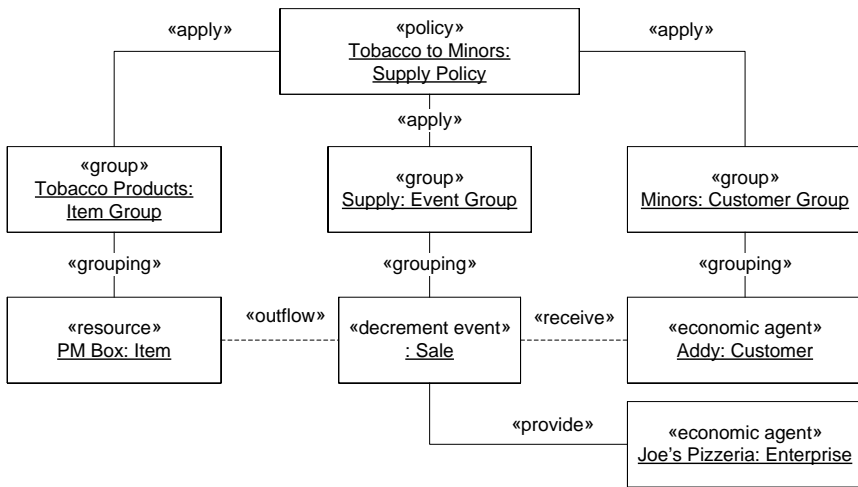 «apply»
«policy»
Tobacco to Minors:
Supply Policy
«apply»
«apply»
«group»
Tobacco Products:
Item Group
«group»
Supply: Event Group
«group»
Minors: Customer Group
«grouping»
«grouping»
«grouping»
«resource»
PM Box: Item
«outflow»
«decrement event»
: Sale
«receive»
«economic agent»
Addy: Customer
«provide»
«economic agent»
Joe's Pizzeria: Enterprise